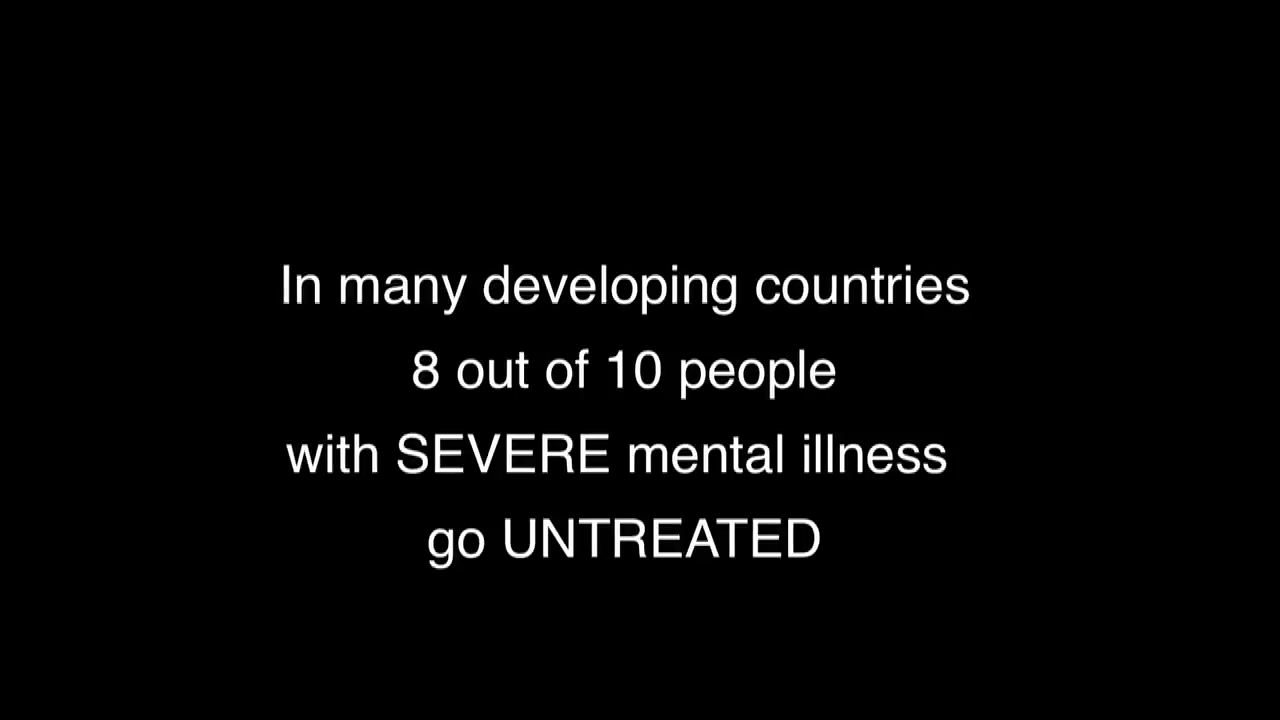 In many developing countries
8 out of 10 people
with SEVERE mental illness
go UNTREATED